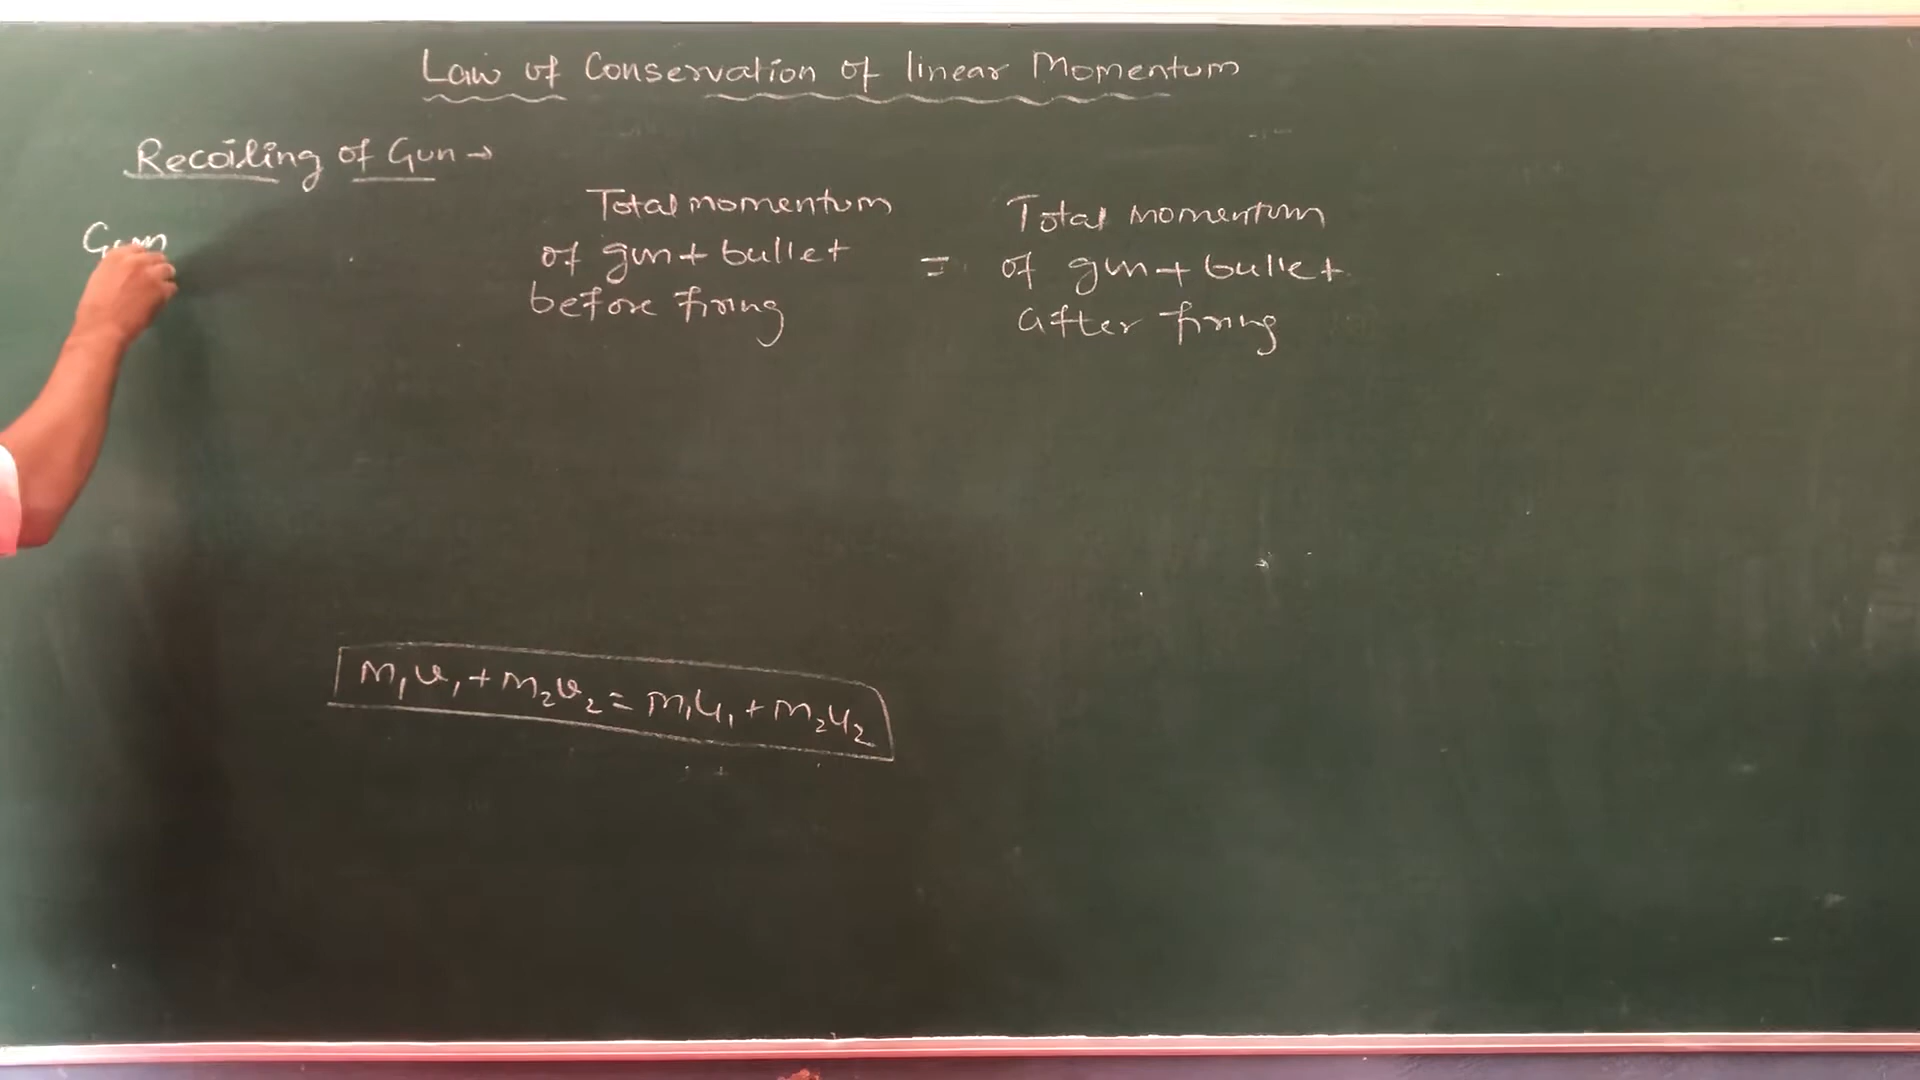 Law of Conservation of linear Momentum
Recoiling of Gun →
Gun
Total momentum
of gun + bullet
before firing
=
Total momentum
of gun + bullet
after firing
m₁v₁ + m₂v₂ = m₁u₁ + m₂u₂